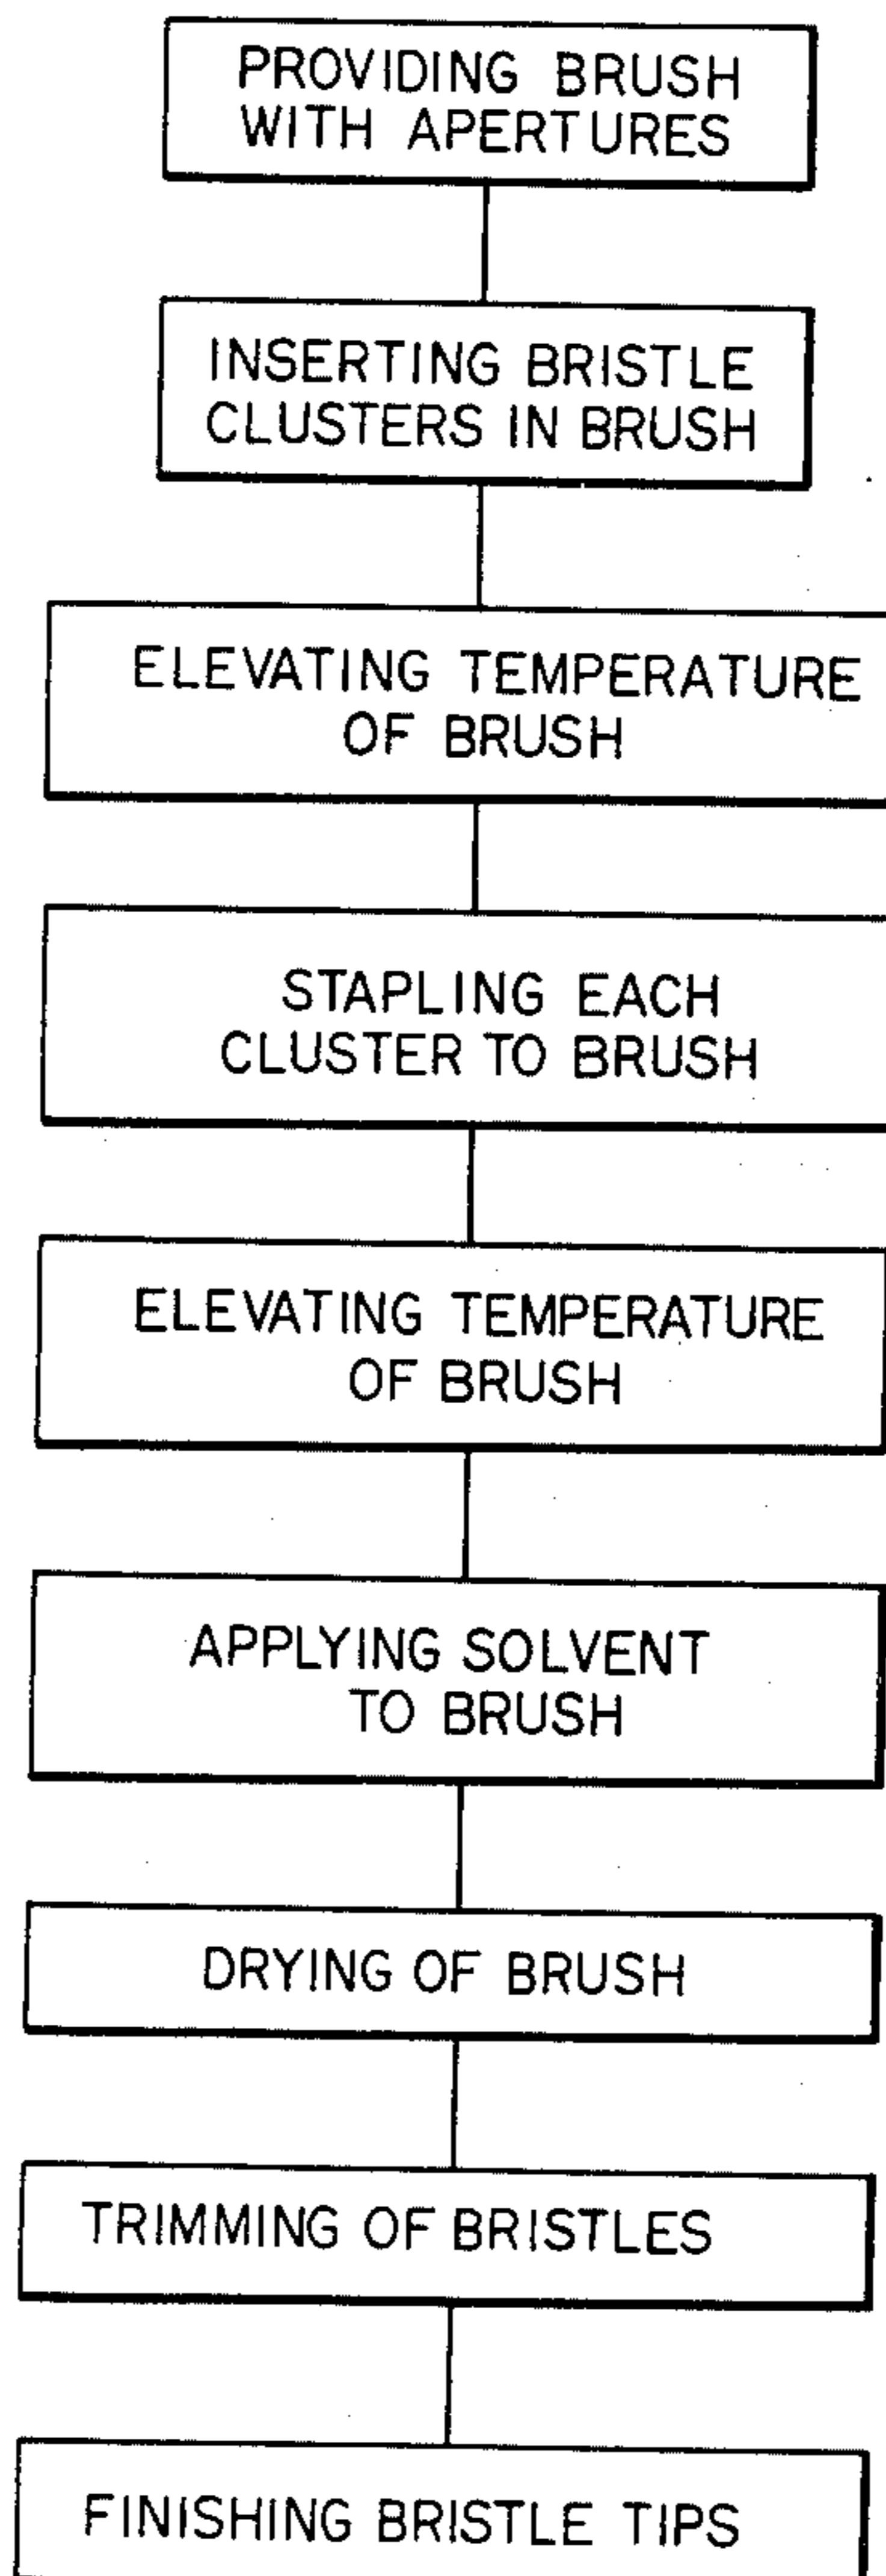 PROVIDING BRUSH
WITH APERTURES
INSERTING BRISTLE
CLUSTERS IN BRUSH
ELEVATING TEMPERATURE
OF BRUSH
STAPLING EACH
CLUSTER TO BRUSH
ELEVATING TEMPERATURE
OF BRUSH
APPLYING SOLVENT
TO BRUSH
DRYING OF BRUSH
TRIMMING OF BRISTLES
FINISHING BRISTLE TIPS